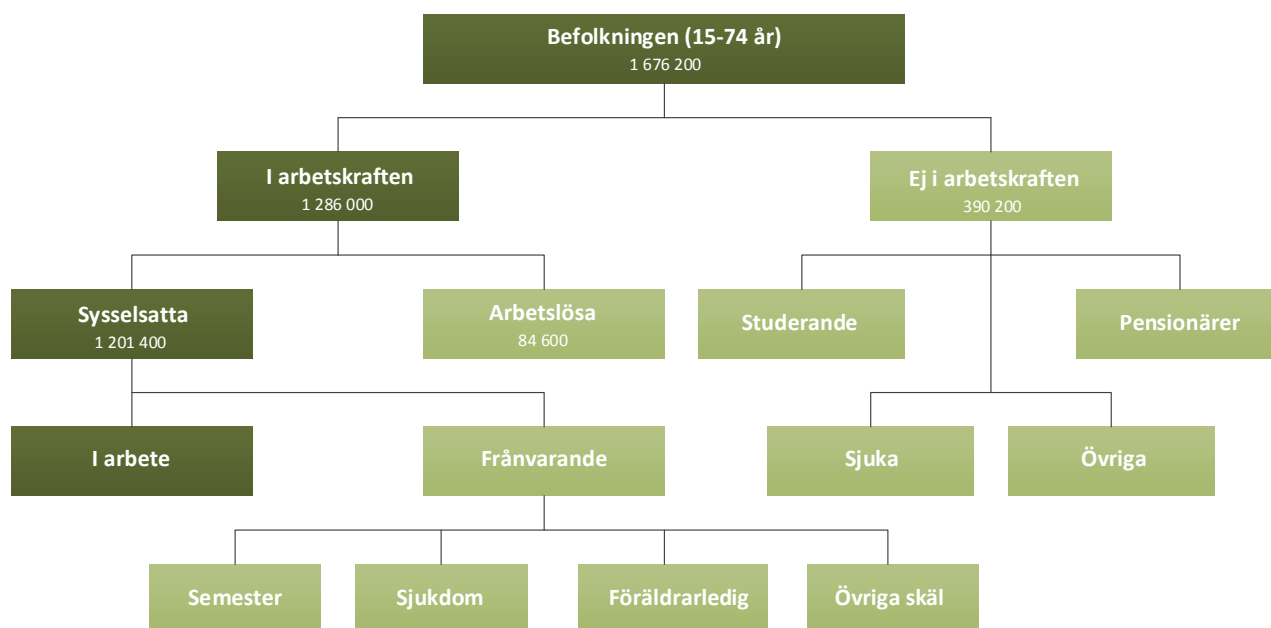 Befolkningen (15-74 år)
1 676 200
I arbetskraften
1 286 000
Ej i arbetskraften
390 200
Sysselsatta
1 201 400
Arbetslösa
84 600
Studerande
Pensionärer
I arbete
Frånvarande
Sjuka
Övriga
Semester
Sjukdom
Föräldrarledig
Övriga skäl